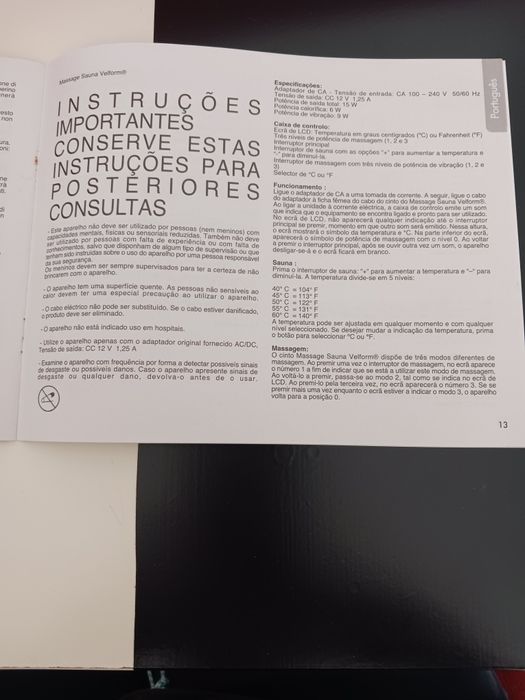 Massage Sauna Velform®
INSTRUÇÕES
IMPORTANTES
CONSERVE ESTAS
INSTRUÇÕES PARA
POSTERIORES
CONSULTAS
- Este aparelho não deve ser utilizado por pessoas (nem meninos) com
capacidades mentais, físicas ou sensoriais reduzidas. Também não deve
ser utilizado por pessoas com falta de experiência ou com falta de
conhecimentos, salvo que disponham de algum tipo de supervisão ou que
tenham sido instruídas sobre o uso do aparelho por uma pessoa responsável
da sua segurança.
Os meninos devem ser sempre supervisados para ter a certeza de não
brincarem com o aparelho.
- O aparelho tem uma superfície quente. As pessoas não sensíveis ao
calor devem ter uma especial precaução ao utilizar o aparelho.
- O cabo eléctrico não pode ser substituído. Se o cabo estiver danificado,
o produto deve ser eliminado.
- O aparelho não está indicado uso em hospitais.
- Utilize o aparelho apenas com o adaptador original fornecido AC/DC,
Tensão de saída: CC 12 V 1,25 A
- Examine o aparelho com frequência por forma a detectar possíveis sinais
de desgaste ou possíveis danos. Caso o aparelho apresente sinais de
desgaste ou qualquer dano, devolva-o antes de o usar.
Especificações:
Adaptador de CA - Tensão de entrada: CA 100 – 240 V 50/60 Hz
Tensão de saída: CC 12 V 1,25 A
Potência de saída total: 15 W
Potência calorífica: 6 W
Potência de vibração: 9 W
Caixa de controlo:
Ecrã de LCD: Temperatura em graus centígrados (ºC) ou Fahrenheit (ºF)
Três níveis de potência de massagem (1, 2 e 3
Interruptor principal
Interruptor de sauna com as opções "+" para aumentar a temperatura e
"-" para diminuí-la.
Interruptor de massagem com três níveis de potência de vibração (1, 2 e
3)
Selector de ºC ou ºF
Funcionamento :
Ligue o adaptador de CA a uma tomada de corrente. A seguir, ligue o cabo
do adaptador à ficha fêmea do cabo do cinto do Massage Sauna Velform®.
Ao ligar a unidade à corrente eléctrica, a caixa de controlo emite um som
que indica que o equipamento se encontra ligado e pronto para ser utilizado.
No ecrã de LCD, não aparecerá qualquer indicação até o interruptor
principal se premir, momento em que outro som será emitido. Nessa altura,
o ecrã mostrará o símbolo da temperatura e ºC. Na parte inferior do ecrã,
aparecerá o símbolo de potência de massagem com o nível 0. Ao voltar
a premir o interruptor principal, após se ouvir outra vez um som, o aparelho
desligar-se-á e o ecrã ficará em branco.
Sauna :
Prima o interruptor de sauna: "+" para aumentar a temperatura e "–" para
diminuí-la. A temperatura divide-se em 5 níveis:
40º C = 104º F
45º C = 113º F
50º C = 122º F
55º C = 131º F
60º C = 140º F
A temperatura pode ser ajustada em qualquer momento e com qualquer
nível seleccionado. Se desejar mudar a indicação da temperatura, prima
o botão para seleccionar ºC ou ºF.
Massagem:
O cinto Massage Sauna Velform® dispõe de três modos diferentes de
massagem. Ao premir uma vez o interruptor de massagem, no ecrã aparece
o número 1 a fim de indicar que se está a utilizar este modo de massagem.
Ao voltá-lo a premir, passa-se ao modo 2, tal como se indica no ecrã de
LCD. Ao premi-lo pela terceira vez, no ecrã aparecerá o número 3. Se se
premir mais uma vez enquanto o ecrã estiver a indicar o modo 3, o aparelho
volta para a posição 0.
Português
13